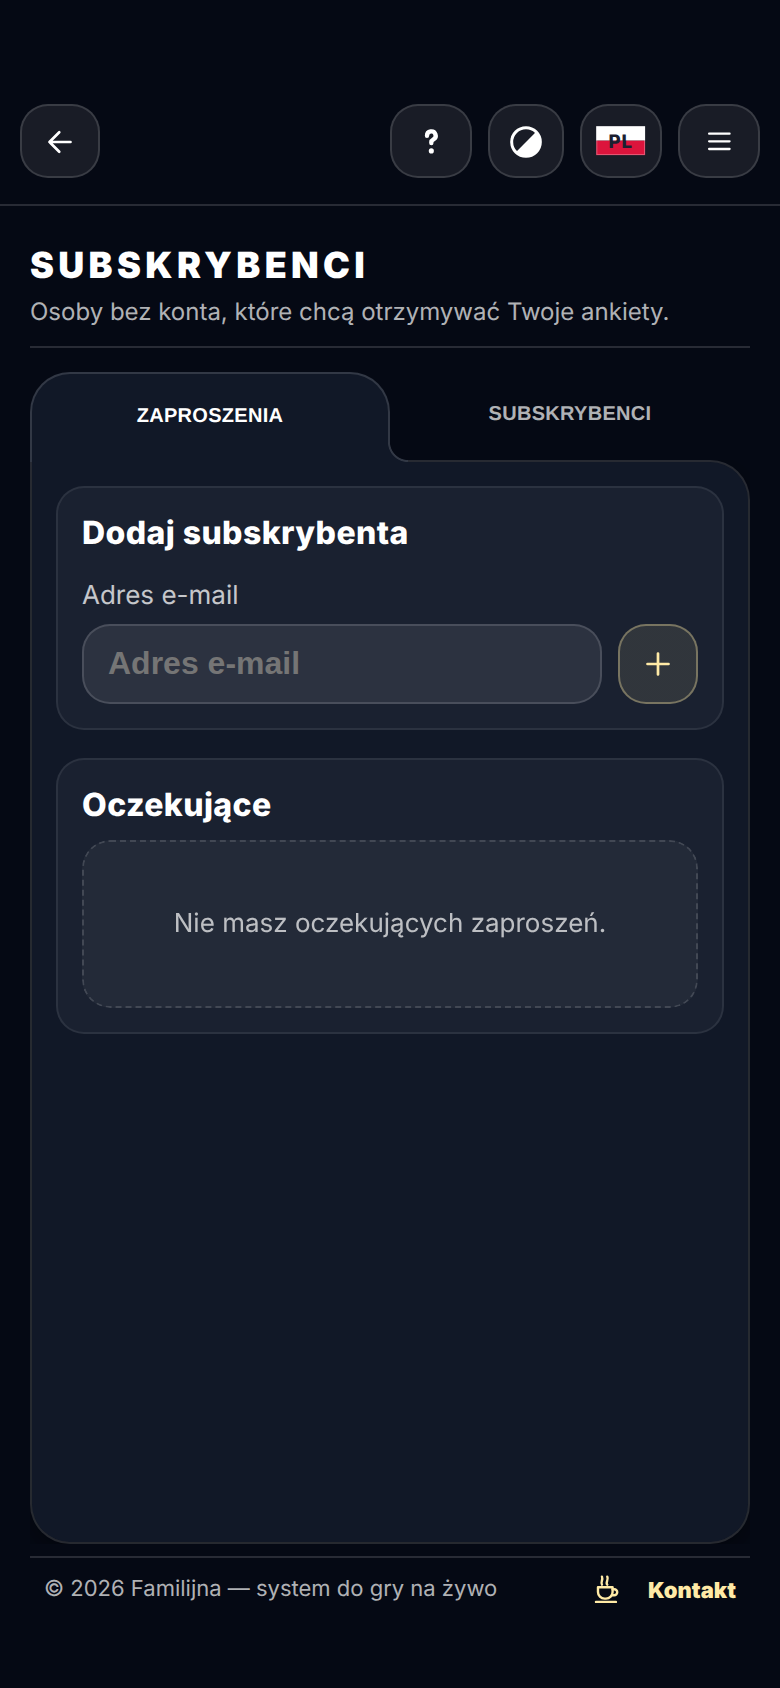 ?
PL
SUBSKRYBENCI
Osoby bez konta, które chcą otrzymywać Twoje ankiety.
ZAPROSZENIA
SUBSKRYBENCI
Dodaj subskrybenta
Adres e-mail
Adres e-mail
Oczekujące
Nie masz oczekujących zaproszeń.
© 2026 Familijna — system do gry na żywo
Kontakt